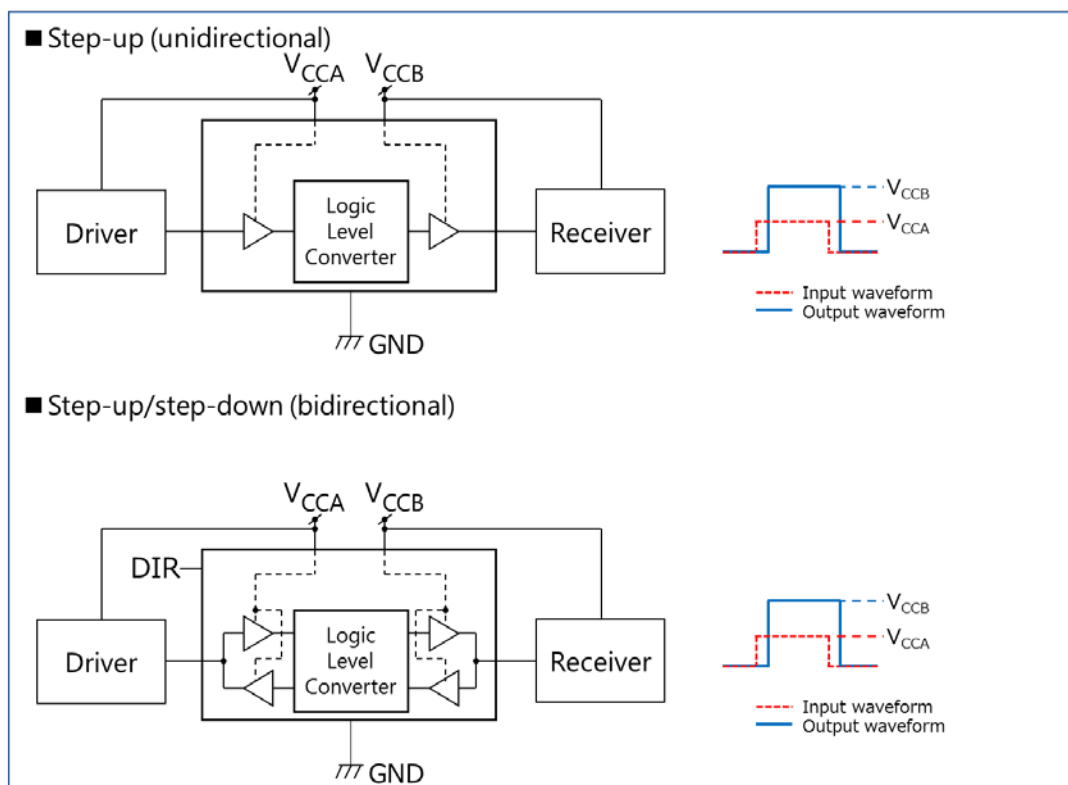 ■ Step-up (unidirectional)
VCCA VCCB
Driver
Logic
Level
Converter
Receiver
GND
VCCB
VCCA
Input waveform
Output waveform
■ Step-up/step-down (bidirectional)
VCCA VCCB
DIR
Driver
Logic
Level
Converter
Receiver
GND
VCCB
VCCA
Input waveform
Output waveform